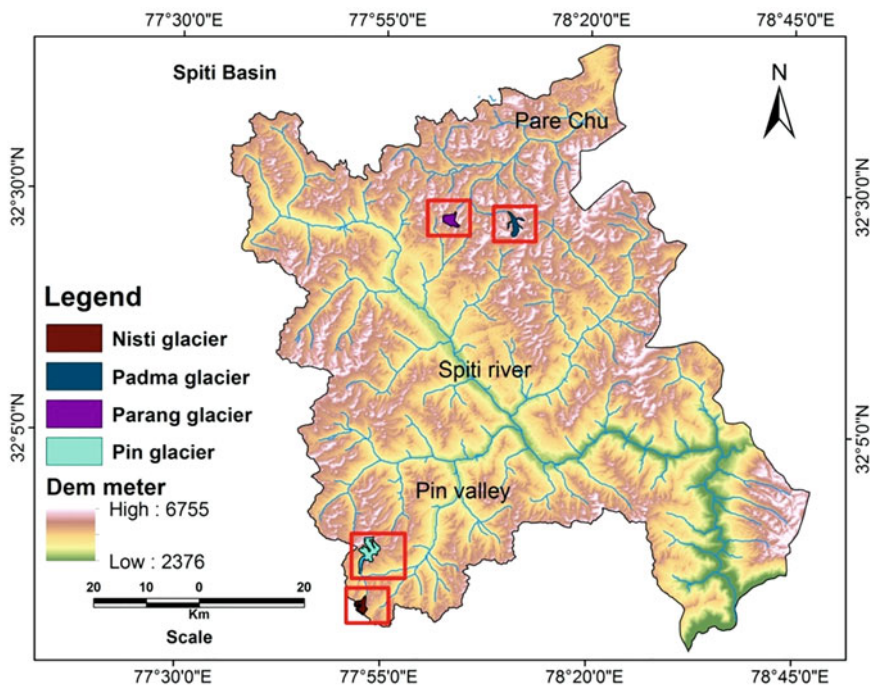 77°30'0"E 77°55'0"E 78°20'0"E 78°45'0"E
Spiti Basin
N
Pare Chu
32°30'0"N
32°30'0"N
Legend
Nisti glacier
Padma glacier
Parang glacier
Pin glacier
Spiti river
32°5'0"N
32°5'0"N
Pin valley
Dem meter
High : 6755
Low : 2376
20 10 0 20
Km
Scale
77°30'0"E 77°55'0"E 78°20'0"E 78°45'0"E